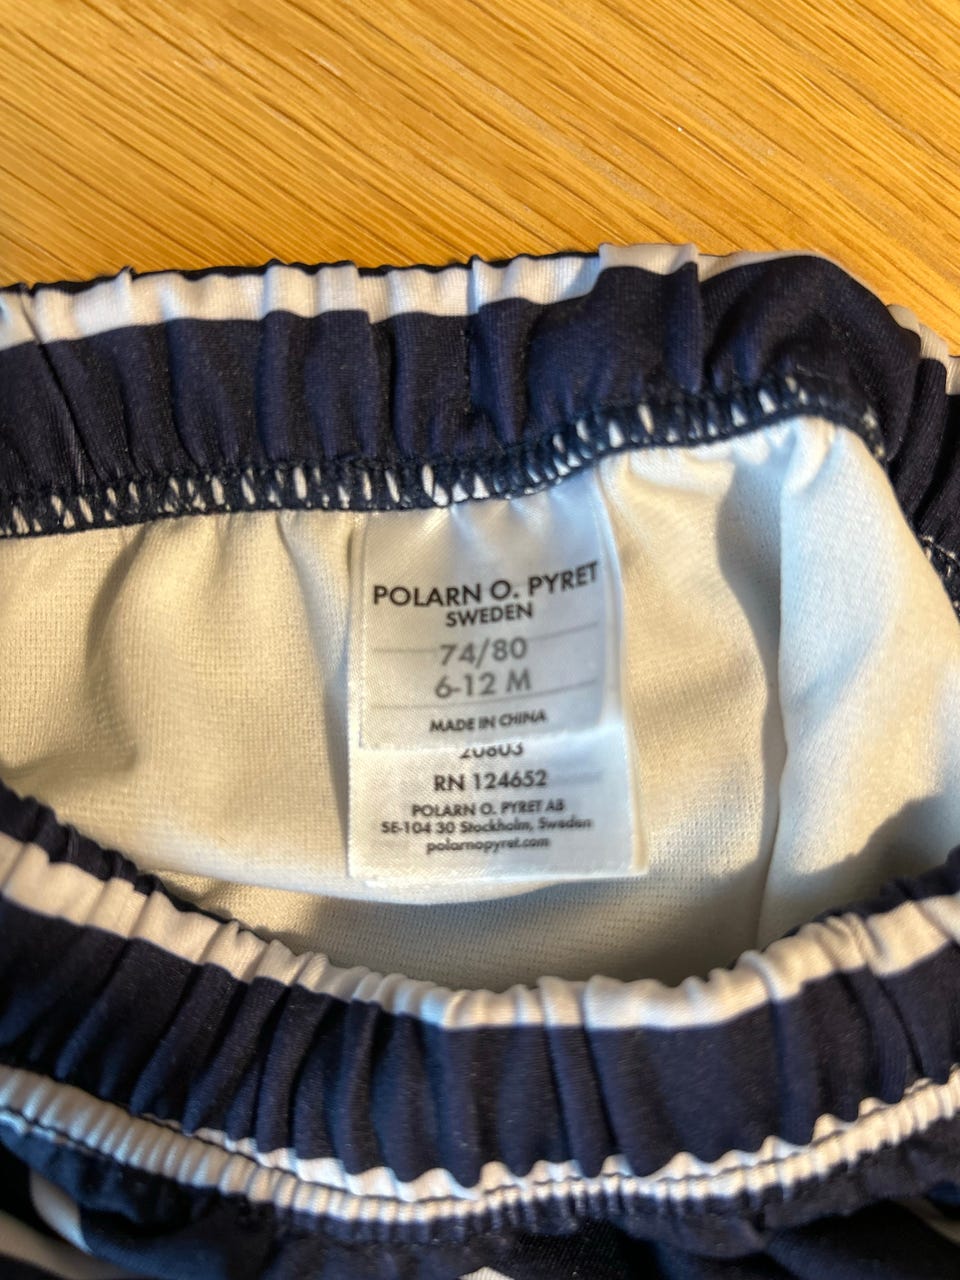 POLARN O. PYRET
SWEDEN
74/80
6-12 M
MADE IN CHINA
20803
RN 124652
POLARN O. PYRET AB
SE-104 30 Stockholm, Sweden
polarnopyret.com